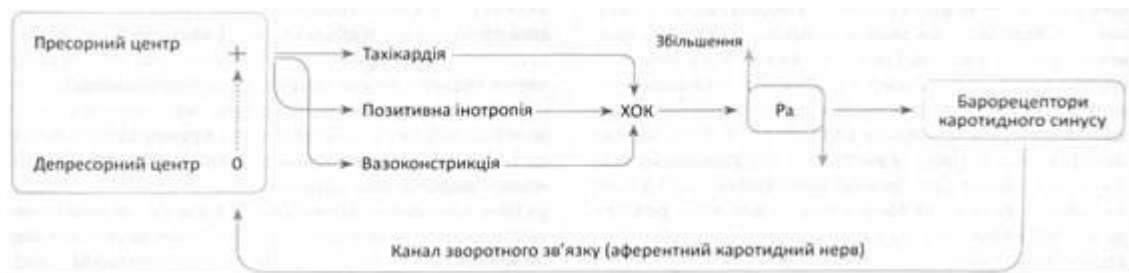 Пресорний центр
+
Депресорний центр
0
Тахікардія
Позитивна інотропія
Вазоконстрикція
ХОК
Збільшення
Ра
Барорецептори
каротидного синусу
Канал зворотного зв’язку (аферентний каротидний нерв)